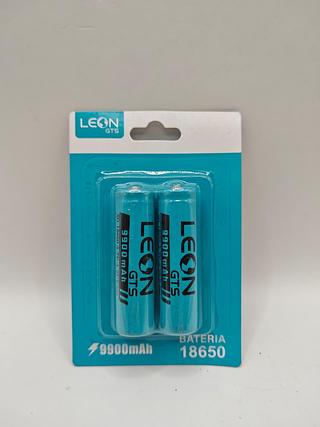 LEON
GTS
9900mAh
LEON
GTS
9900mAh
LEON
GTS
BATERIA
9900mAh
18650